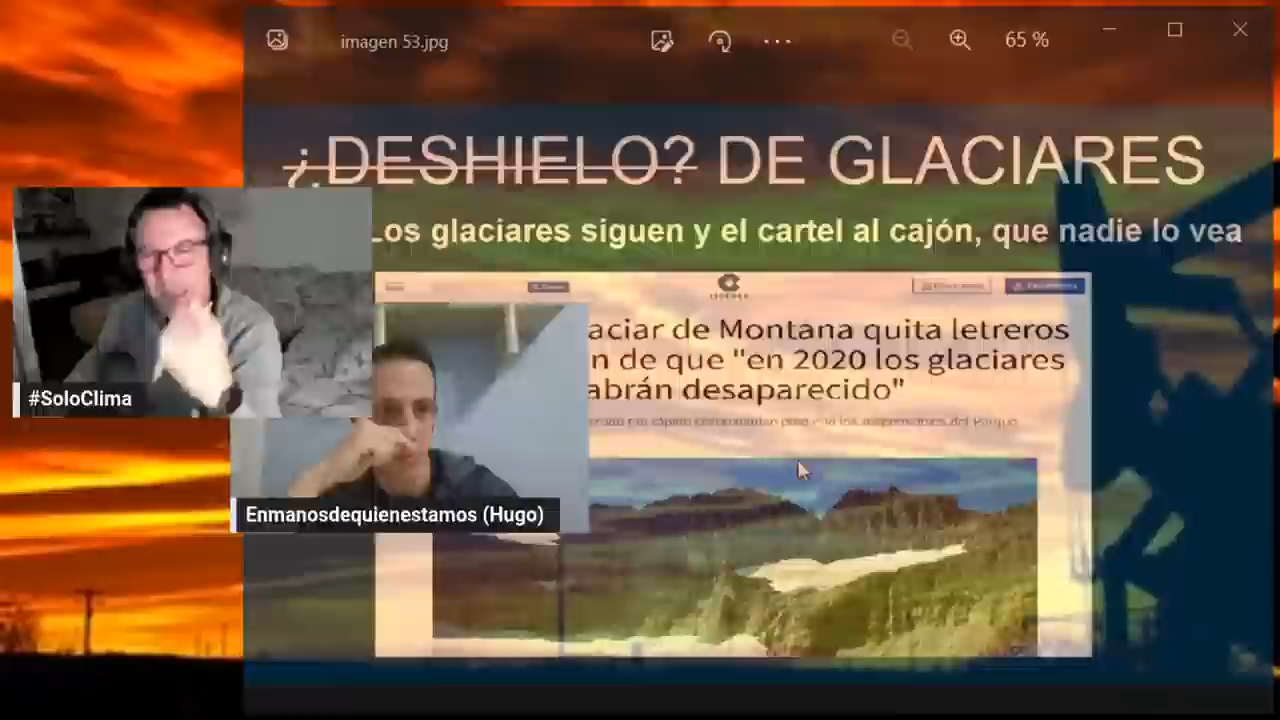 imagen 53.jpg
65 %
¿DESHIELO? DE GLACIARES
Los glaciares siguen y el cartel al cajón, que nadie lo vea
#SoloClima
aciar de Montana quita letreros
n de que "en 2020 los glaciares
abrán desaparecido"
Enmanosdequienestamos (Hugo)